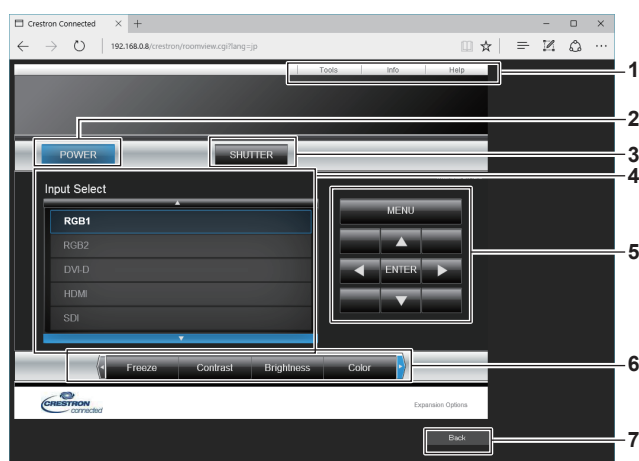 Crestron Connected
192.168.0.8/crestron/roomview.cgi?lang=jp
Tools Info Help
1
2
POWER SHUTTER
3
4
Input Select
RGB1
RGB2
DVI-D
HDMI
SDI
MENU
ENTER
5
Freeze Contrast Brightness Color
6
CRESTRON
connected
Expansion Options
Back
7